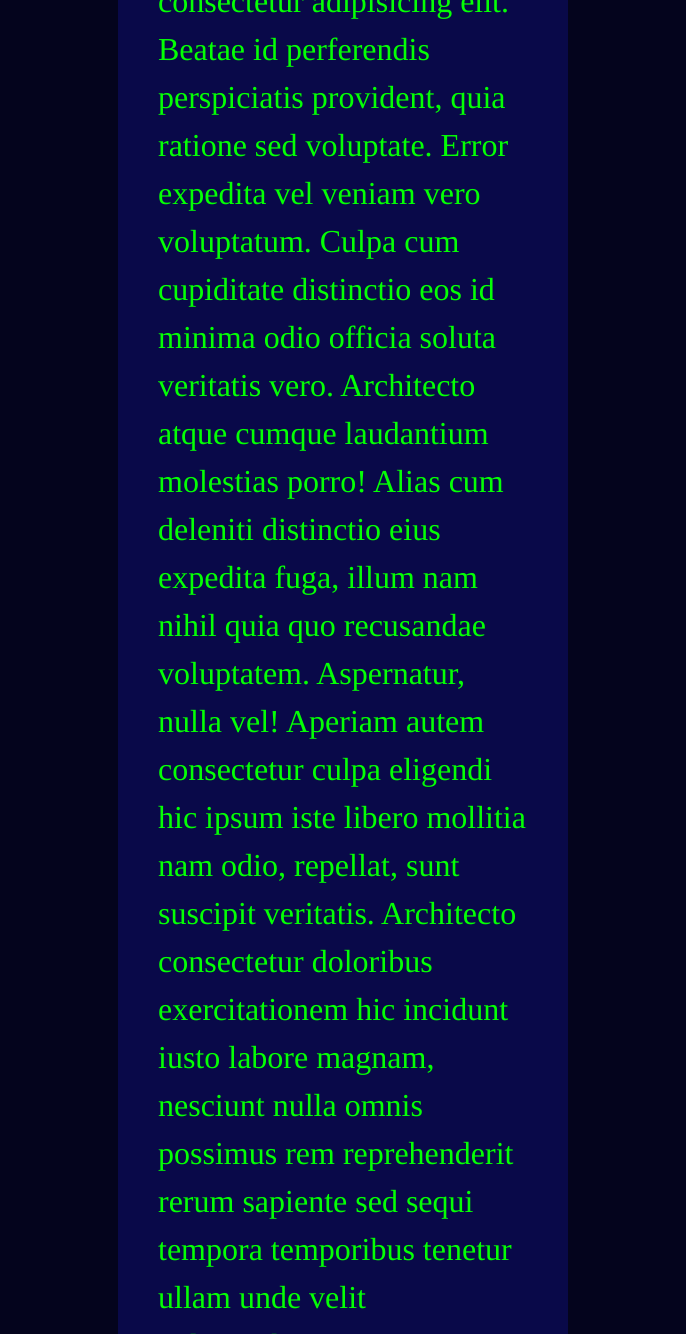 consectetur adipisicing elit.
Beatae id perferendis
perspiciatis provident, quia
ratione sed voluptate. Error
expedita vel veniam vero
voluptatum. Culpa cum
cupiditate distinctio eos id
minima odio officia soluta
veritatis vero. Architecto
atque cumque laudantium
molestias porro! Alias cum
deleniti distinctio eius
expedita fuga, illum nam
nihil quia quo recusandae
voluptatem. Aspernatur,
nulla vel! Aperiam autem
consectetur culpa eligendi
hic ipsum iste libero mollitia
nam odio, repellat, sunt
suscipit veritatis. Architecto
consectetur doloribus
exercitationem hic incidunt
iusto labore magnam,
nesciunt nulla omnis
possimus rem reprehenderit
rerum sapiente sed sequi
tempora temporibus tenetur
ullam unde velit